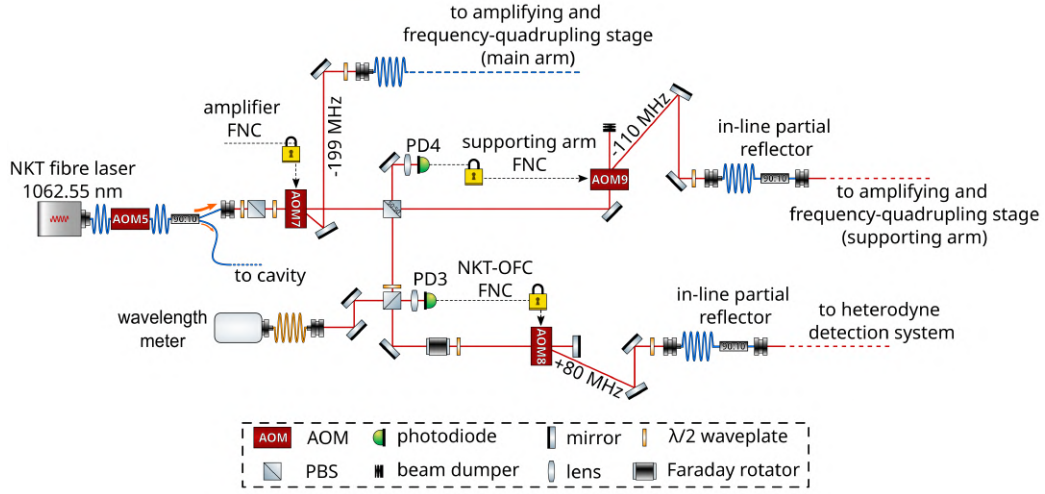 to amplifying and
frequency-quadrupling stage
(main arm)
amplifier
FNC
-199 MHz
PD4
supporting arm
FNC
-110 MHz
in-line partial
reflector
NKT fibre laser
1062.55 nm
AOM5
90:10
AOM7
AOM9
90:10
to amplifying and
frequency-quadrupling stage
(supporting arm)
to cavity
PD3
NKT-OFC
FNC
in-line partial
reflector
to heterodyne
detection system
wavelength
meter
AOM8
+80 MHz
90:10
AOM AOM photodiode mirror λ/2 waveplate
PBS beam dumper lens Faraday rotator